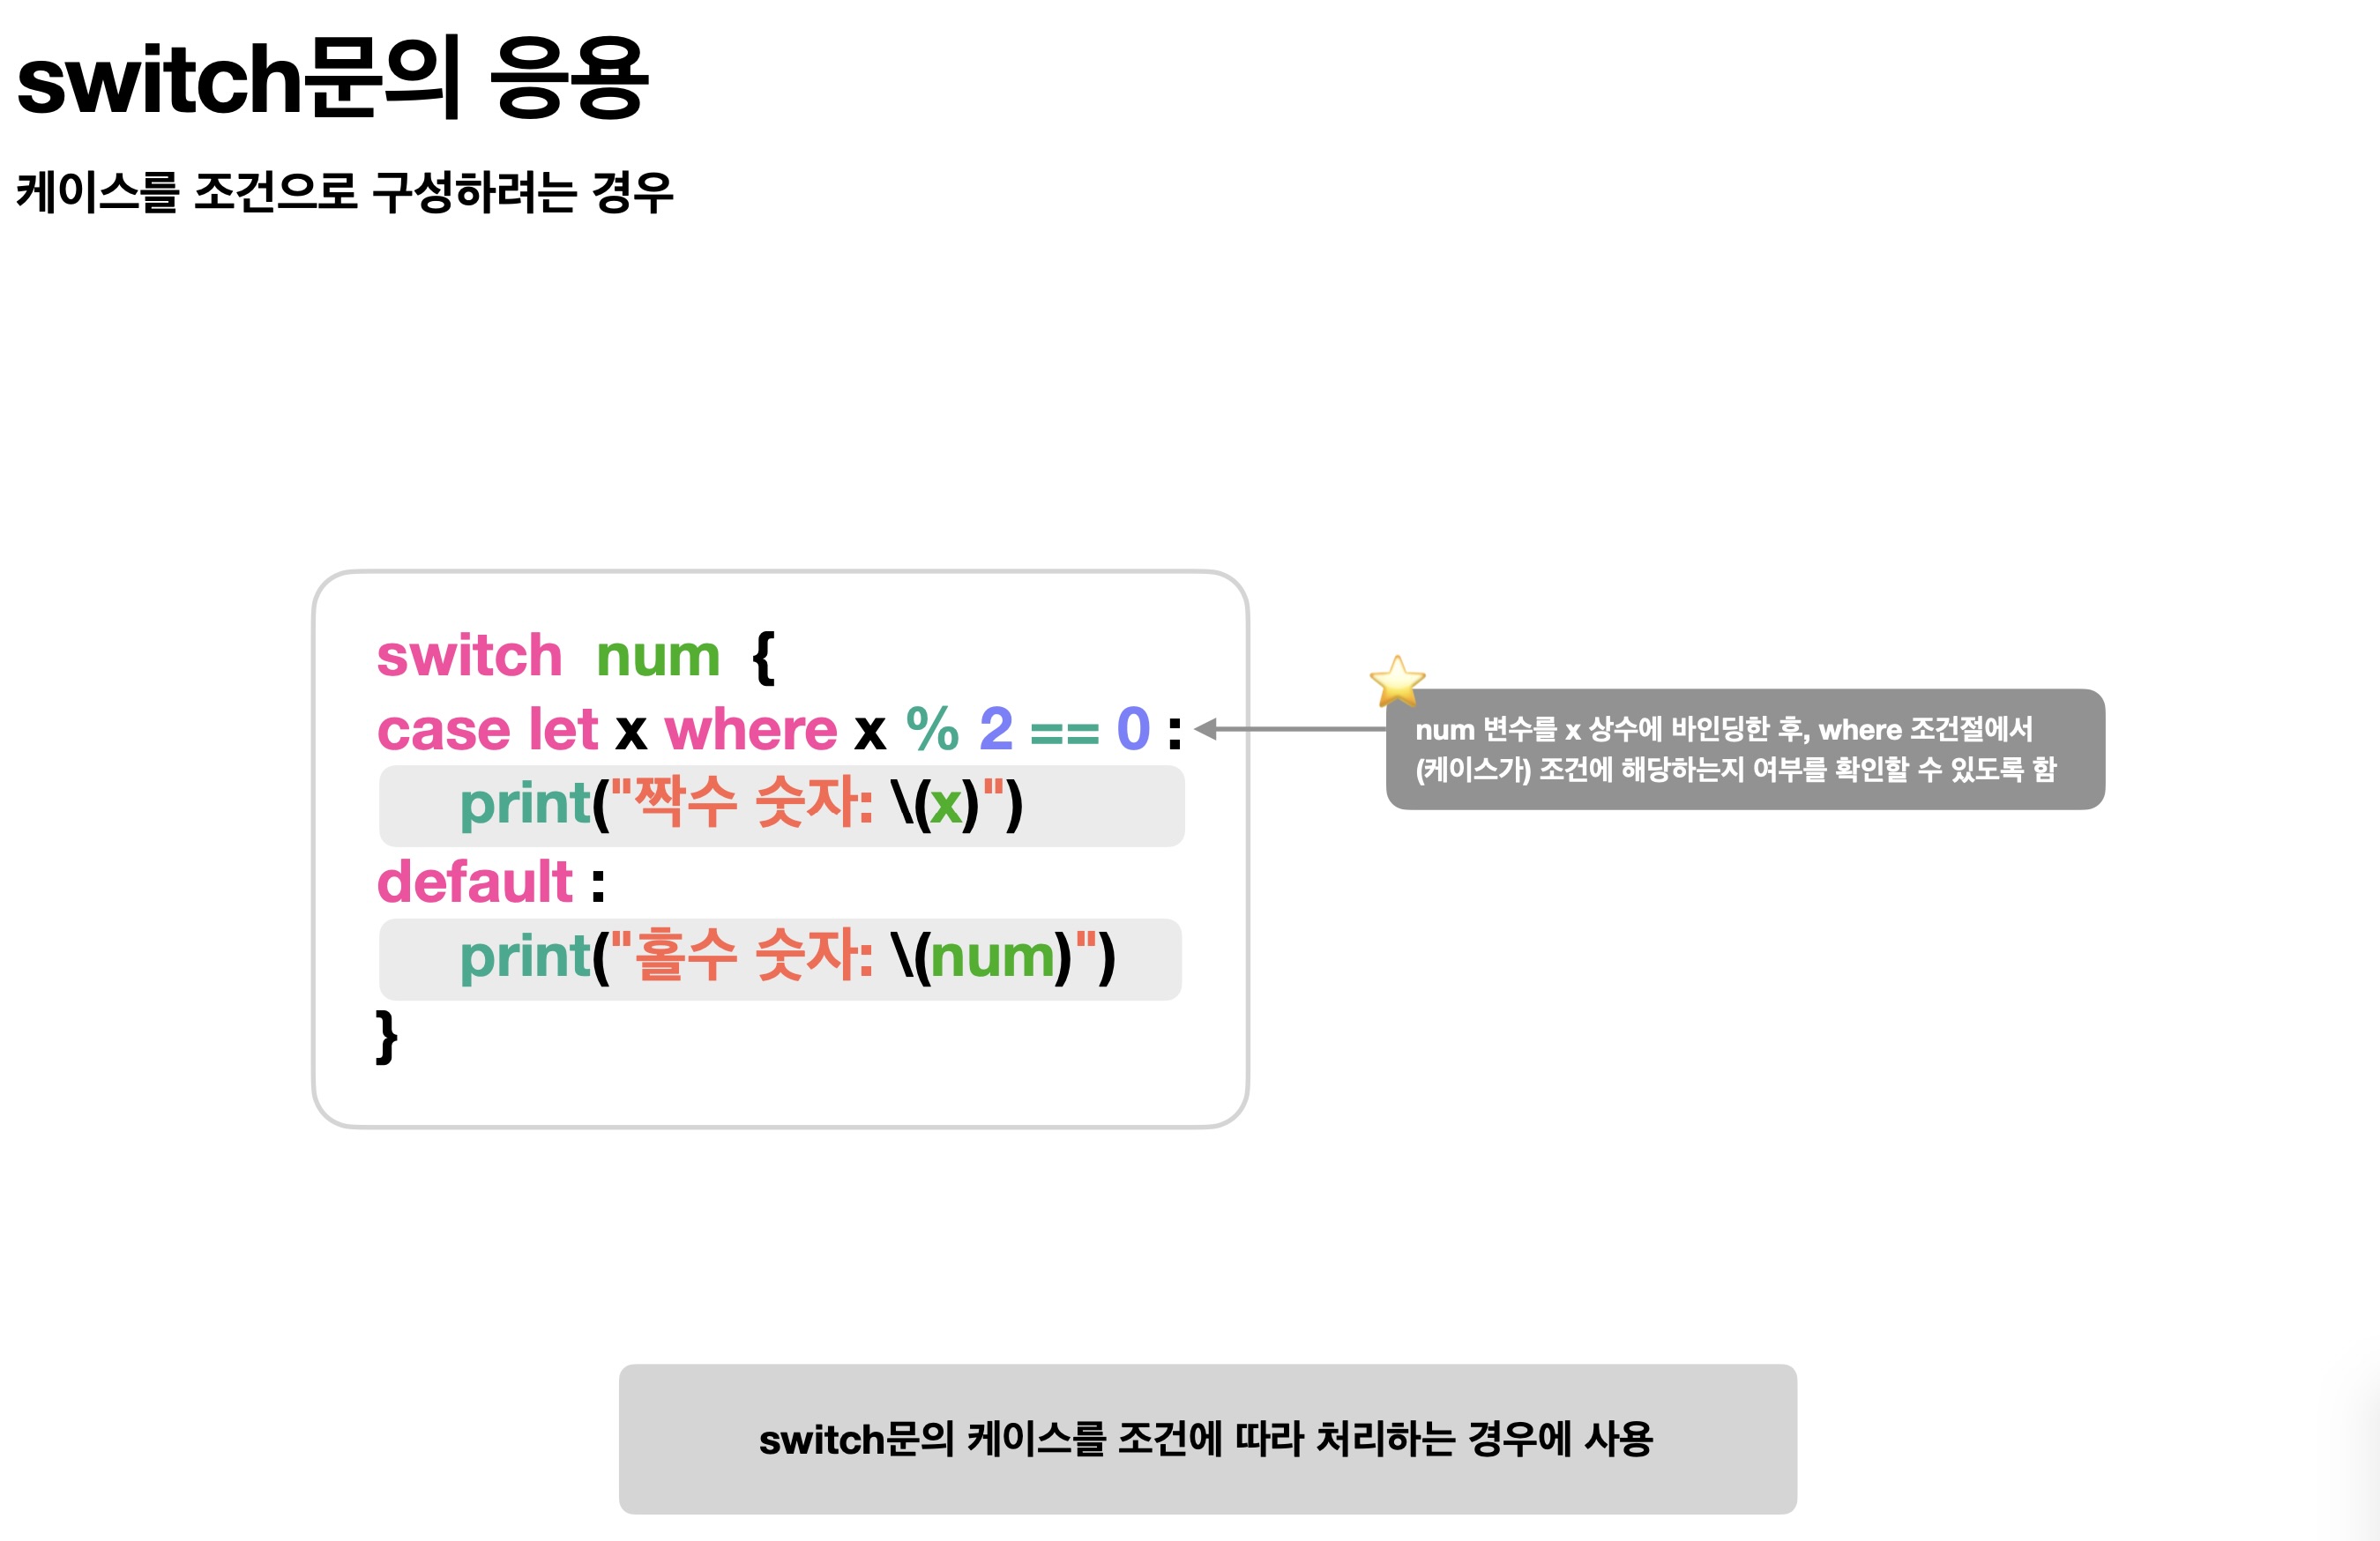 switch문의 응용
케이스를 조건으로 구성하려는 경우
switch num {
case let x where x % 2 == 0 :
print("짝수 숫자: \(x)")
default :
print("홀수 숫자: \(num)")
}
num 변수를 x 상수에 바인딩한 후, where 조건절에서
(케이스가) 조건에 해당하는지 여부를 확인할 수 있도록 함
switch문의 케이스를 조건에 따라 처리하는 경우에 사용